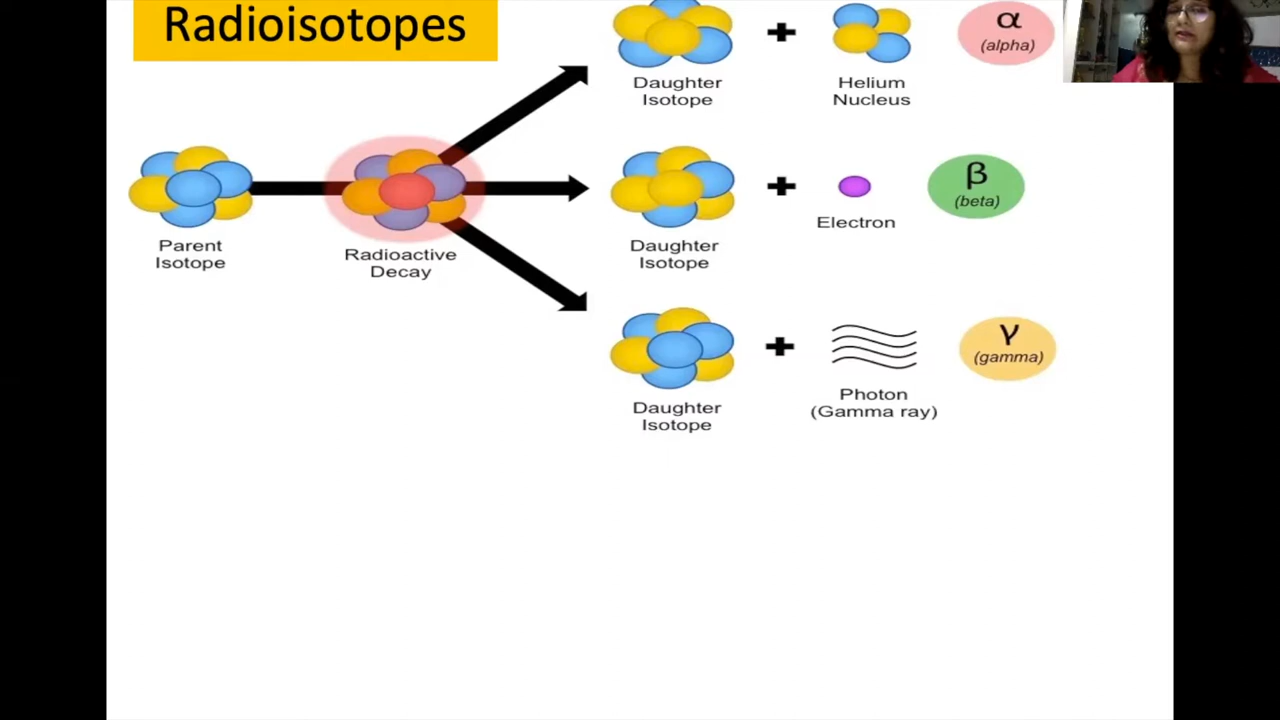 Radioisotopes
+
α
(alpha)
Daughter
Isotope
Helium
Nucleus
+
β
(beta)
Electron
Parent
Isotope
Radioactive
Decay
Daughter
Isotope
+
γ
(gamma)
Photon
(Gamma ray)
Daughter
Isotope